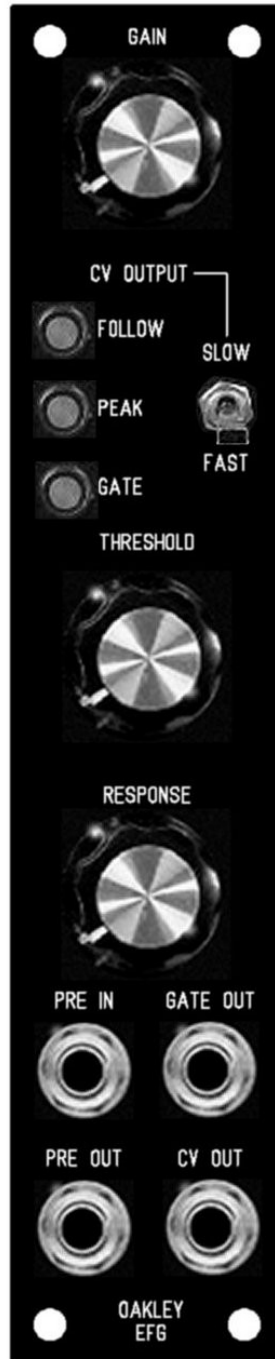 GAIN
CV OUTPUT
FOLLOW
SLOW
PEAK
FAST
GATE
THRESHOLD
RESPONSE
PRE IN
GATE OUT
PRE OUT
CV OUT
OAKLEY
EFG